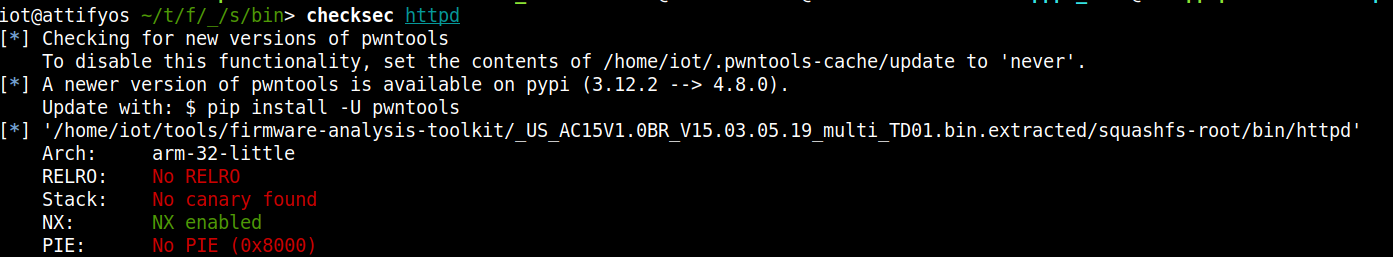 iot@attifyos ~/t/f/_/s/bin> checksec httpd
[*] Checking for new versions of pwntools
    To disable this functionality, set the contents of /home/iot/.pwntools-cache/update to 'never'.
[*] A newer version of pwntools is available on pypi (3.12.2 --> 4.8.0).
    Update with: $ pip install -U pwntools
[*] '/home/iot/tools/firmware-analysis-toolkit/_US_AC15V1.0BR_V15.03.05.19_multi_TD01.bin.extracted/squashfs-root/bin/httpd'
    Arch:     arm-32-little
    RELRO:    No RELRO
    Stack:    No canary found
    NX:       NX enabled
    PIE:      No PIE (0x8000)